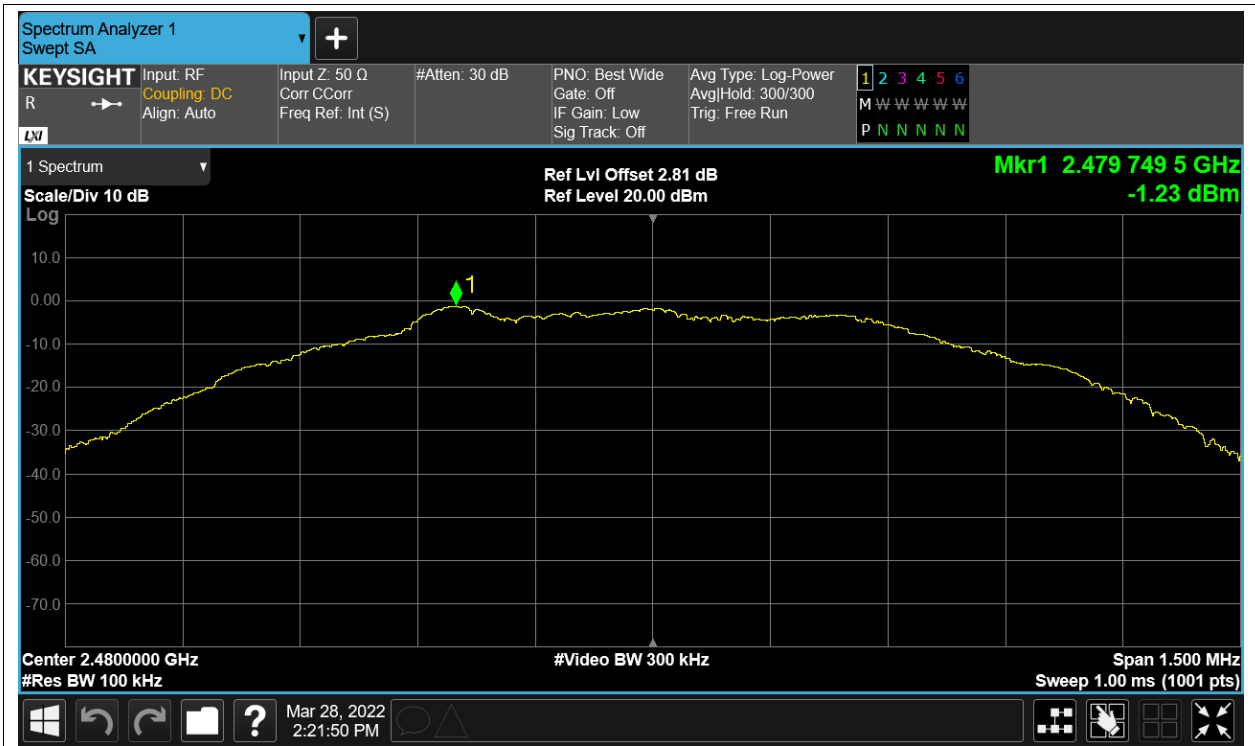 Spectrum Analyzer 1
Swept SA
KEYSIGHT
R
LXI
Input: RF
Coupling: DC
Align: Auto
Input Z: 50 Ω
Corr CCorr
Freq Ref: Int (S)
#Atten: 30 dB
PNO: Best Wide
Gate: Off
IF Gain: Low
Sig Track: Off
Avg Type: Log-Power
Avg|Hold: 300/300
Trig: Free Run
1 2 3 4 5 6
M W W W W W
P N N N N N
1 Spectrum
Scale/Div 10 dB
Log
Ref Lvl Offset 2.81 dB
Ref Level 20.00 dBm
Mkr1 2.479 749 5 GHz
-1.23 dBm
1
10.0
0.00
-10.0
-20.0
-30.0
-40.0
-50.0
-60.0
-70.0
Center 2.4800000 GHz
#Res BW 100 kHz
#Video BW 300 kHz
Span 1.500 MHz
Sweep 1.00 ms (1001 pts)
?
Mar 28, 2022
2:21:50 PM